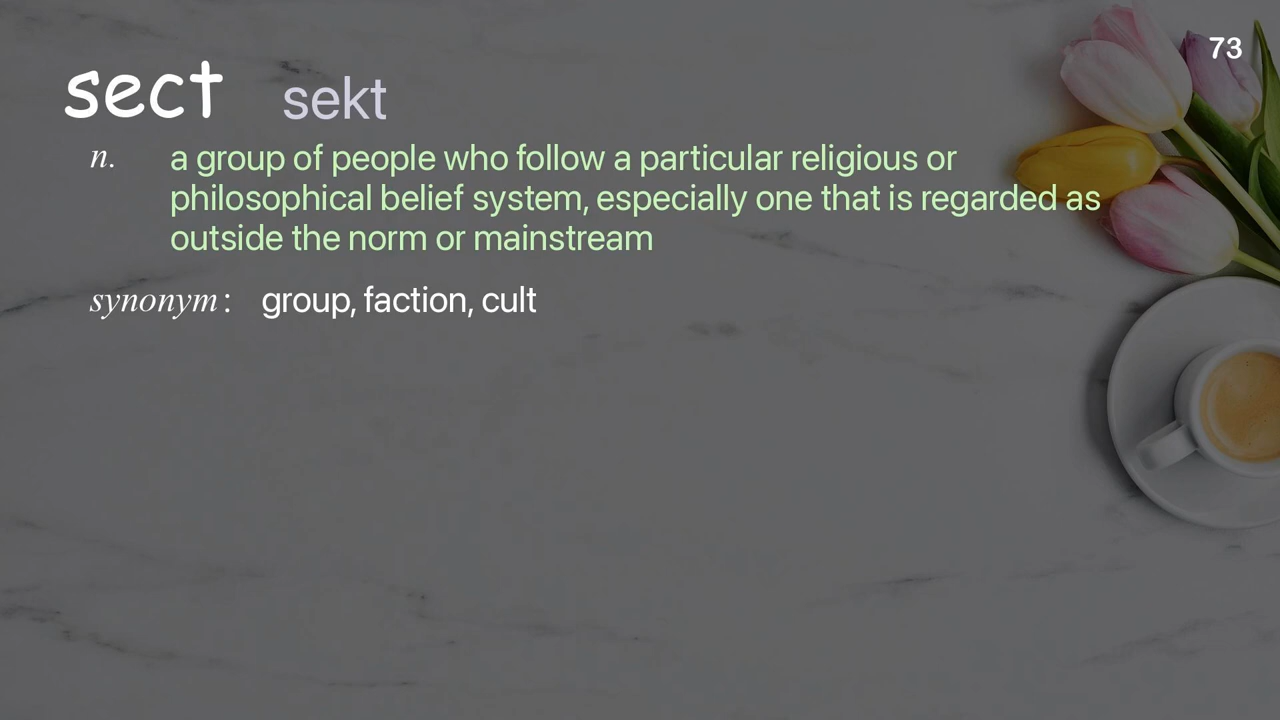 73
sect sekt
n. a group of people who follow a particular religious or
philosophical belief system, especially one that is regarded as
outside the norm or mainstream
synonym : group, faction, cult